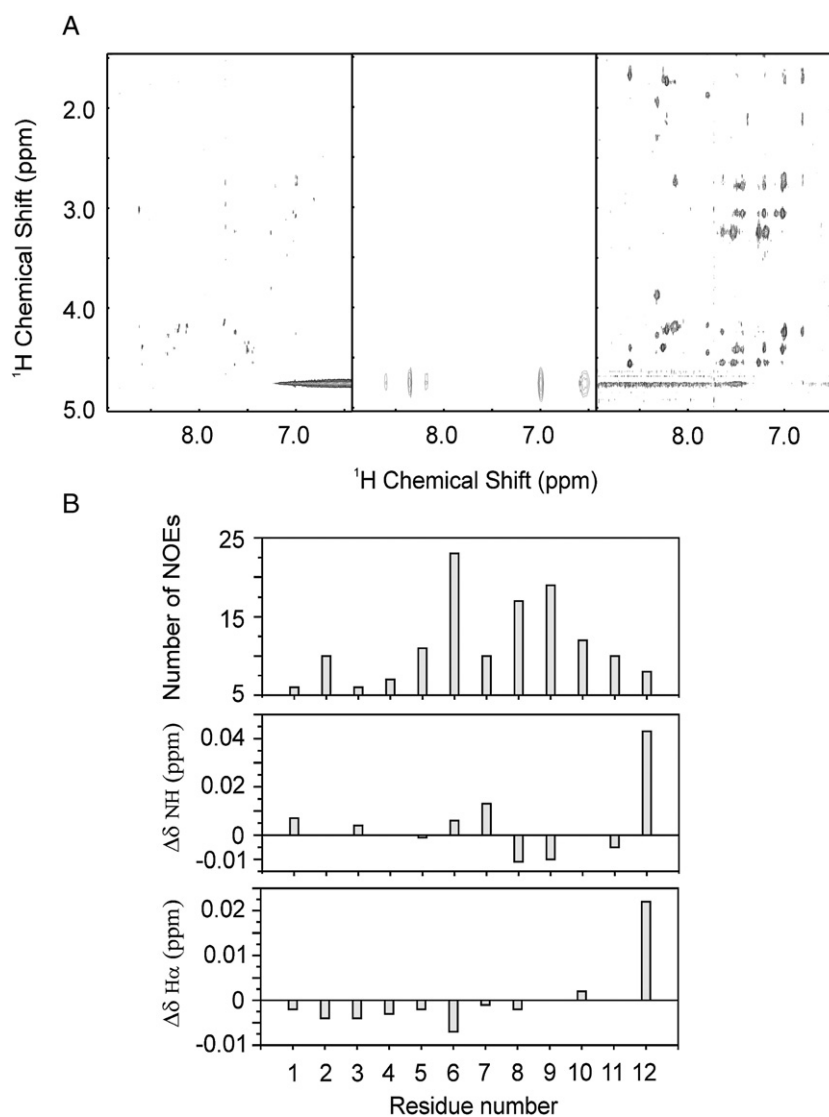 A
¹H Chemical Shift (ppm)
2.0
3.0
4.0
5.0
8.0 7.0 8.0 7.0 8.0 7.0
¹H Chemical Shift (ppm)
B
Number of NOEs
25
15
5
Δδ NH (ppm)
0.04
0.02
0
-0.01
Δδ Hα (ppm)
0.02
0.01
0
-0.01
1 2 3 4 5 6 7 8 9 10 11 12
Residue number